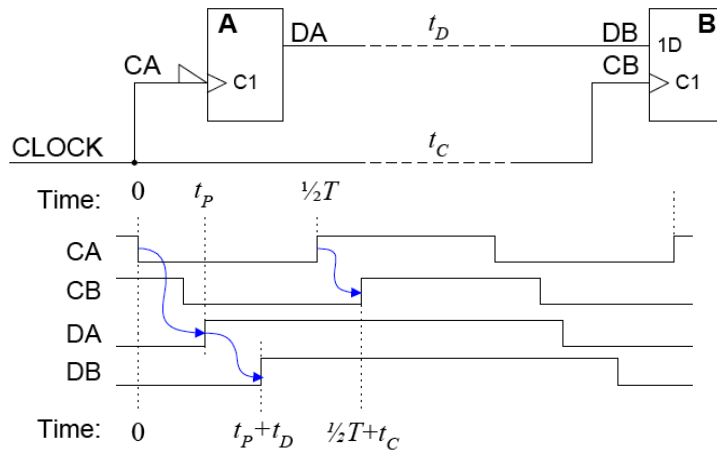 A DA t_D DB B
CA C1 CB 1D
C1
CLOCK t_C
Time: 0 t_P ½T
CA
CB
DA
DB
Time: 0 t_P+t_D ½T+t_C